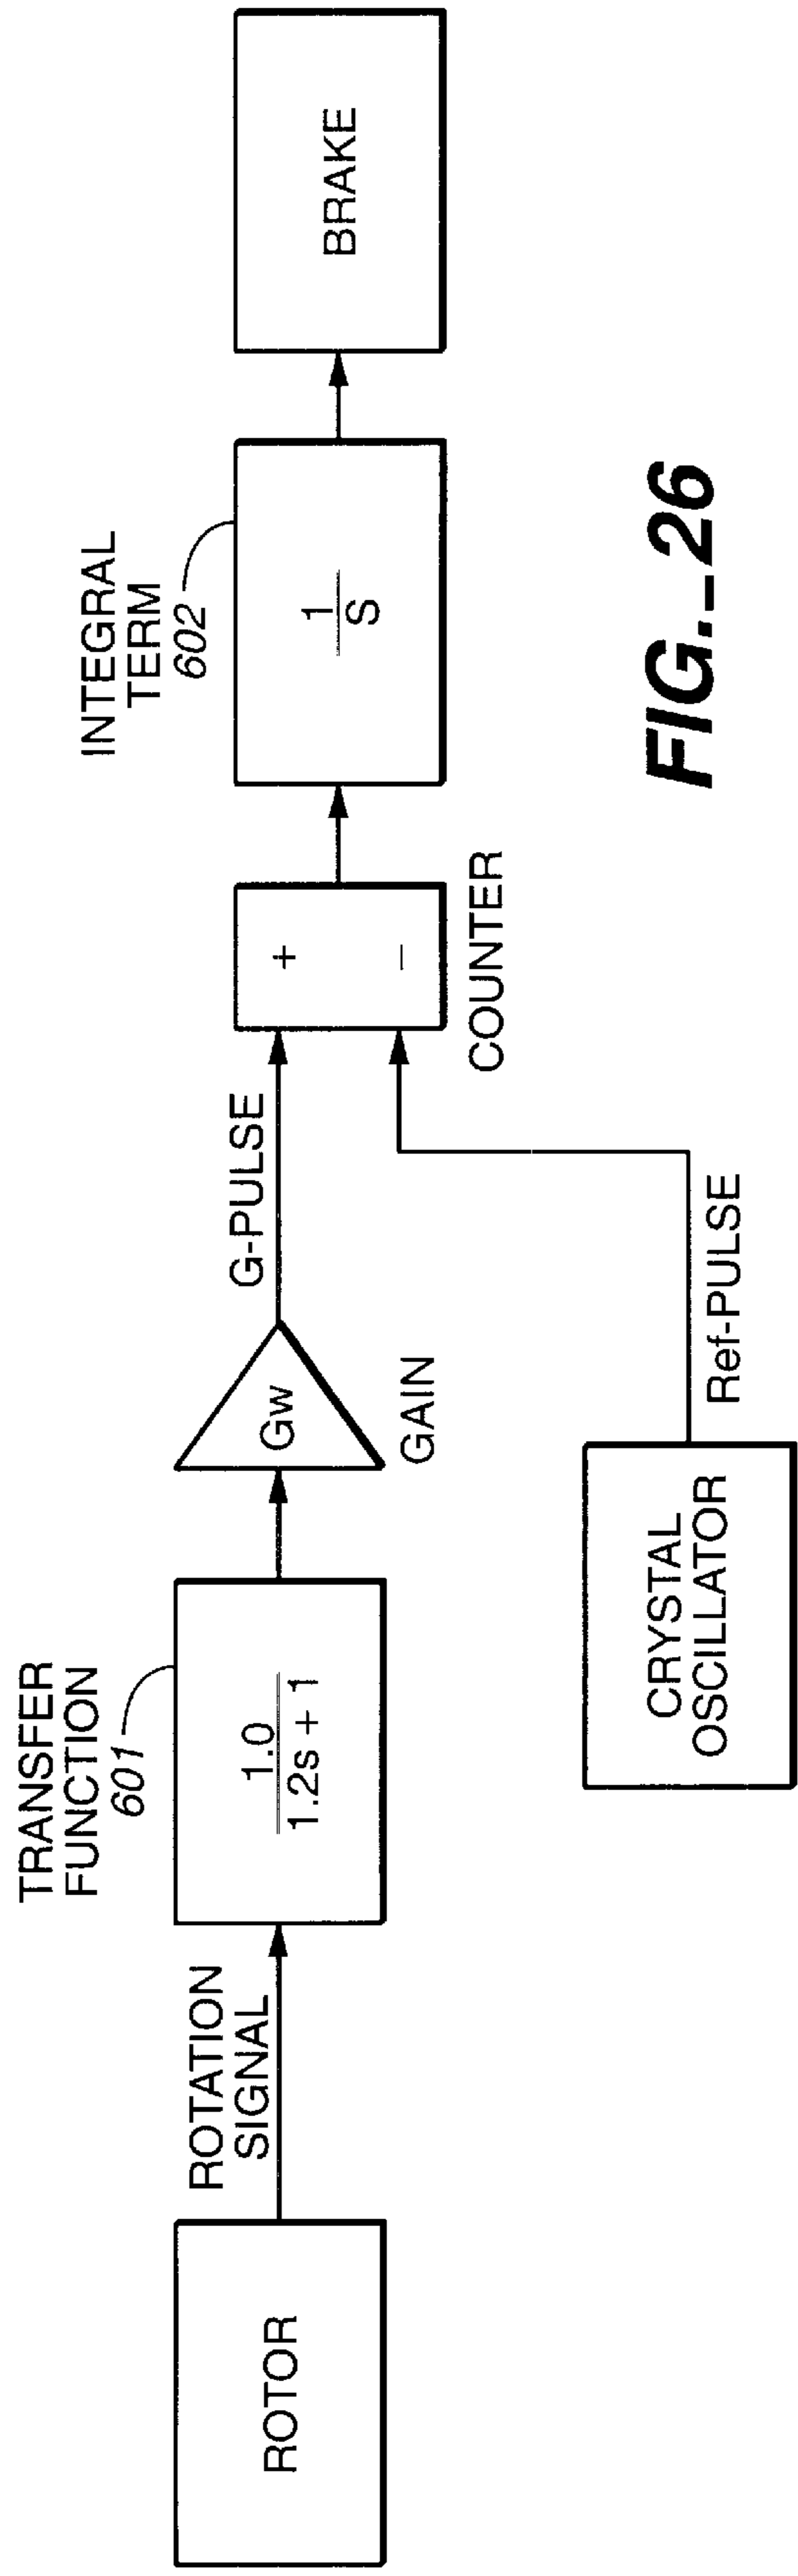 ROTOR
ROTATION
SIGNAL
TRANSFER
FUNCTION
601
1.0
1.2s + 1
Gw
GAIN
G-PULSE
CRYSTAL
OSCILLATOR
Ref-PULSE
+
−
COUNTER
INTEGRAL
TERM
602
1
S
BRAKE
FIG._26